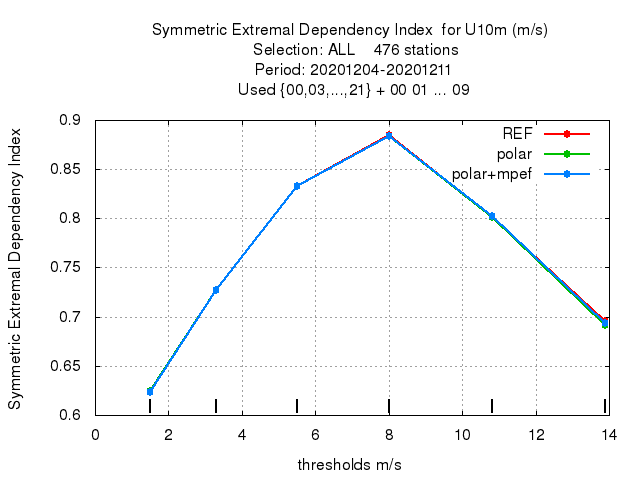 Symmetric Extremal Dependency Index  for U10m (m/s)
Selection: ALL    476 stations
Period: 20201204-20201211
Used {00,03,...,21} + 00 01 ... 09
Symmetric Extremal Dependency Index
0.9
0.85
0.8
0.75
0.7
0.65
0.6
REF
polar
polar+mpef
0 2 4 6 8 10 12 14
thresholds m/s